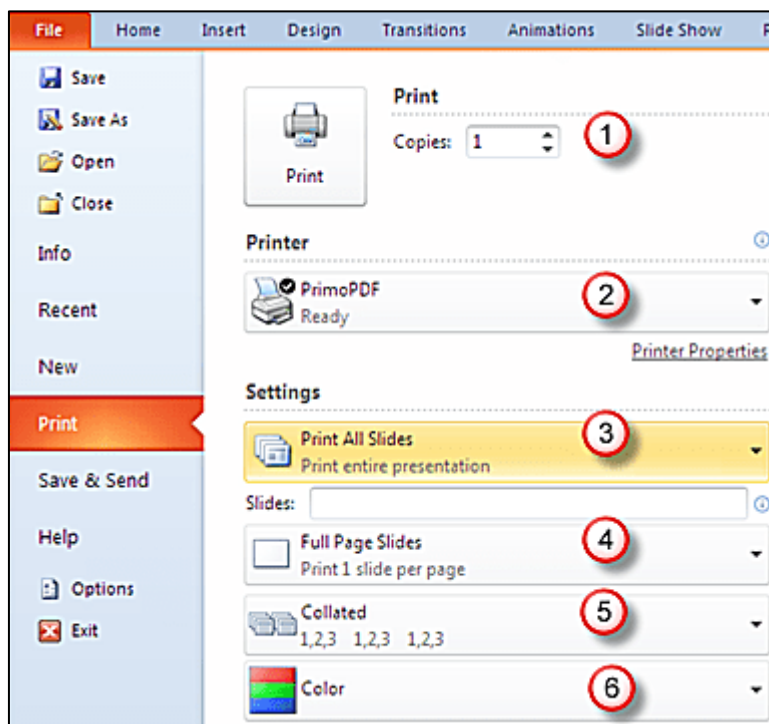 File Home Insert Design Transitions Animations Slide Show
Save
Save As
Open
Close
Info
Recent
New
Print
Save & Send
Help
Options
Exit
Print
Print
Copies: 1 1
Printer
PrimoPDF 2
Ready
Printer Properties
Settings
Print All Slides 3
Print entire presentation
Slides:
Full Page Slides 4
Print 1 slide per page
Collated 5
1,2,3 1,2,3 1,2,3
Color 6